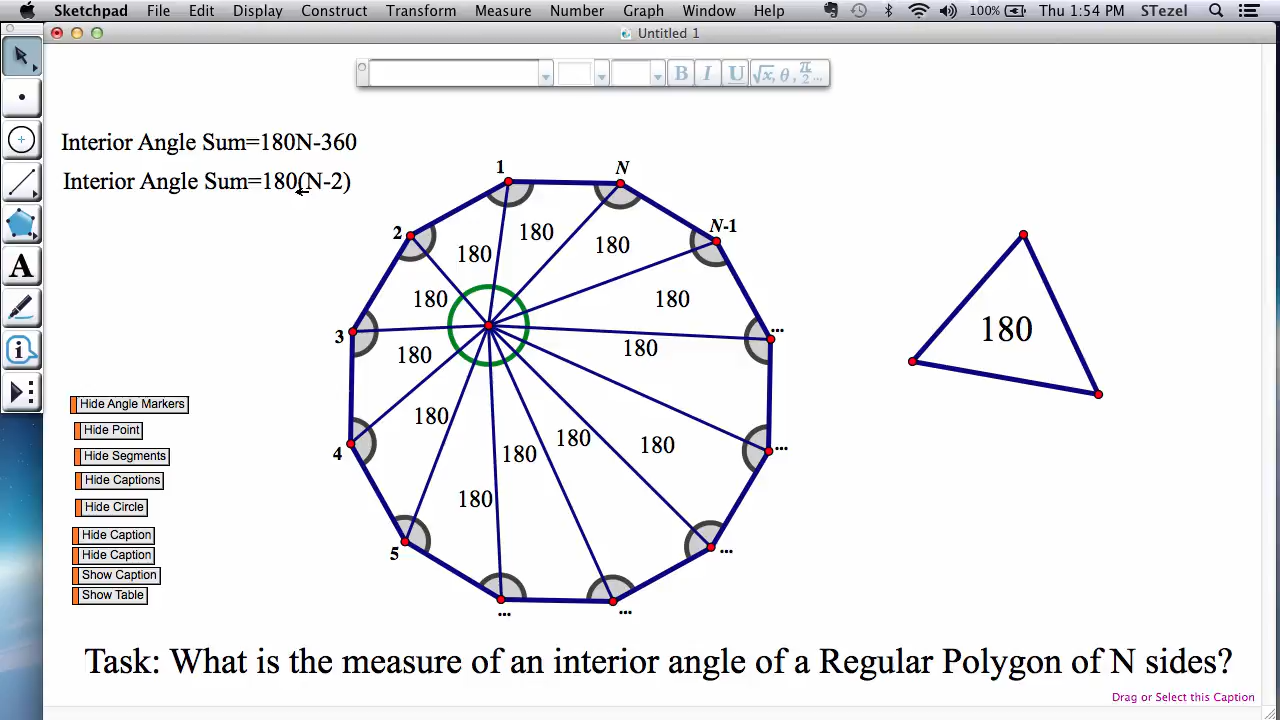 Sketchpad File Edit Display Construct Transform Measure Number Graph Window Help 100% Thu 1:54 PM STezel
Untitled 1
B I U √x, θ, π/2 ...
Interior Angle Sum=180N-360
Interior Angle Sum=180(N-2)
1 N
2 N-1
180 180 180
180 180
3 ...
180 180
180
4 180 180 180 ...
180
5 ...
... ...
180
A
Hide Angle Markers
Hide Point
Hide Segments
Hide Captions
Hide Circle
Hide Caption
Hide Caption
Show Caption
Show Table
Task: What is the measure of an interior angle of a Regular Polygon of N sides?
Drag or Select this Caption